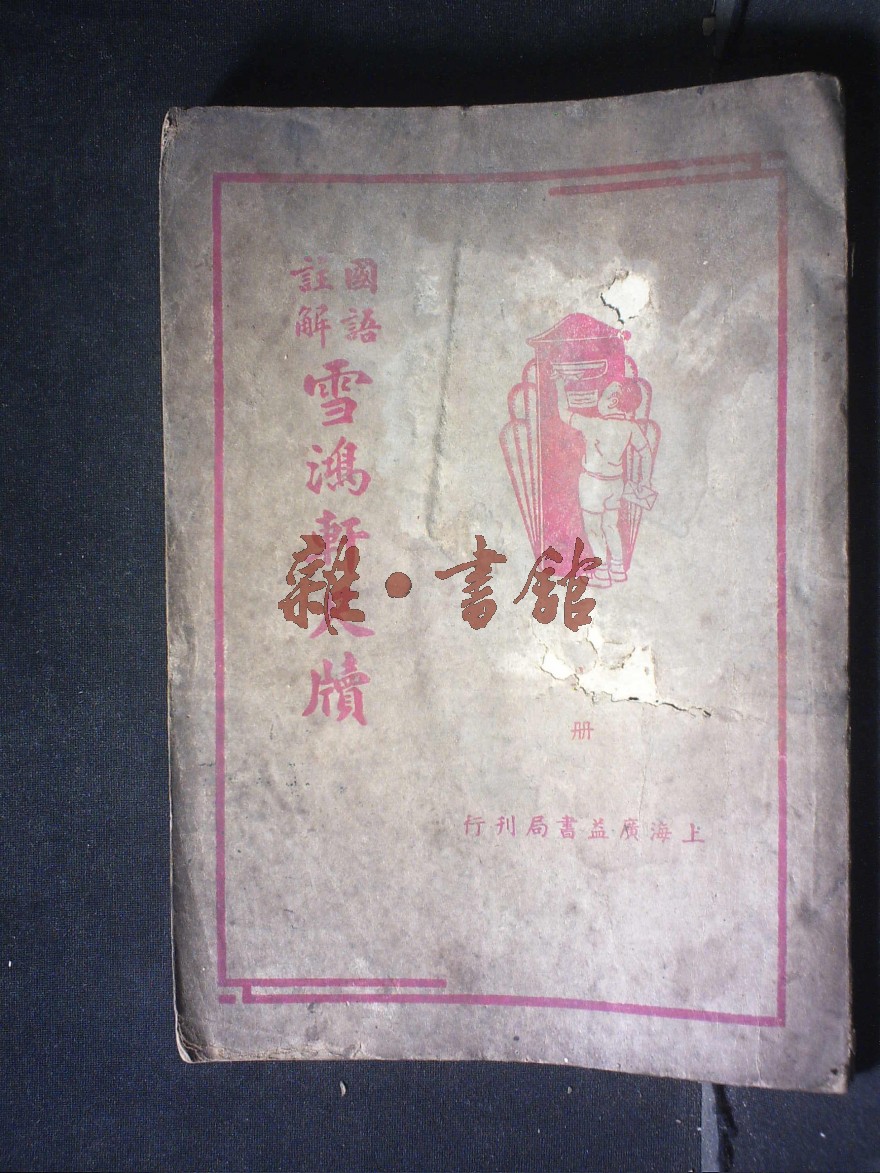 國語
註解
雪鴻軒尺牘
雜·書館
册
上海廣益書局刊行